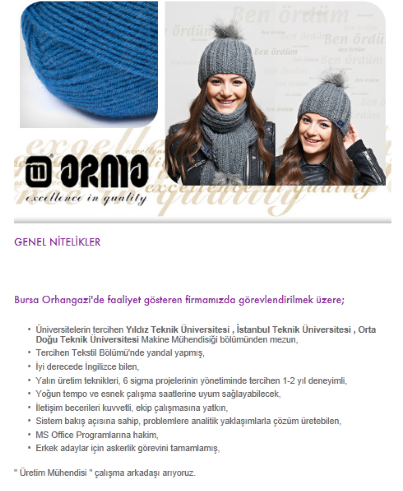 Ben ördüm
ORMO
excellence in quality
GENEL NİTELİKLER
Bursa Orhangazi'de faaliyet gösteren firmamızda görevlendirilmek üzere;
• Üniversitelerin tercihen Yıldız Teknik Üniversitesi , İstanbul Teknik Üniversitesi , Orta
Doğu Teknik Üniversitesi Makine Mühendisiği bölümünden mezun,
• Tercihen Tekstil Bölümü'nde yandal yapmış,
• İyi derecede İngilizce bilen,
• Yalın üretim teknikleri, 6 sigma projelerinin yönetiminde tercihen 1-2 yıl deneyimli,
• Yoğun tempo ve esnek çalışma saatlerine uyum sağlayabilecek,
• İletişim becerileri kuvvetli, ekip çalışmasına yatkın,
• Sistem bakış açısına sahip, problemlere analitik yaklaşımlarla çözüm üretebilen,
• MS Office Programlarına hakim,
• Erkek adaylar için askerlik görevini tamamlamış,
" Üretim Mühendisi " çalışma arkadaşı arıyoruz.